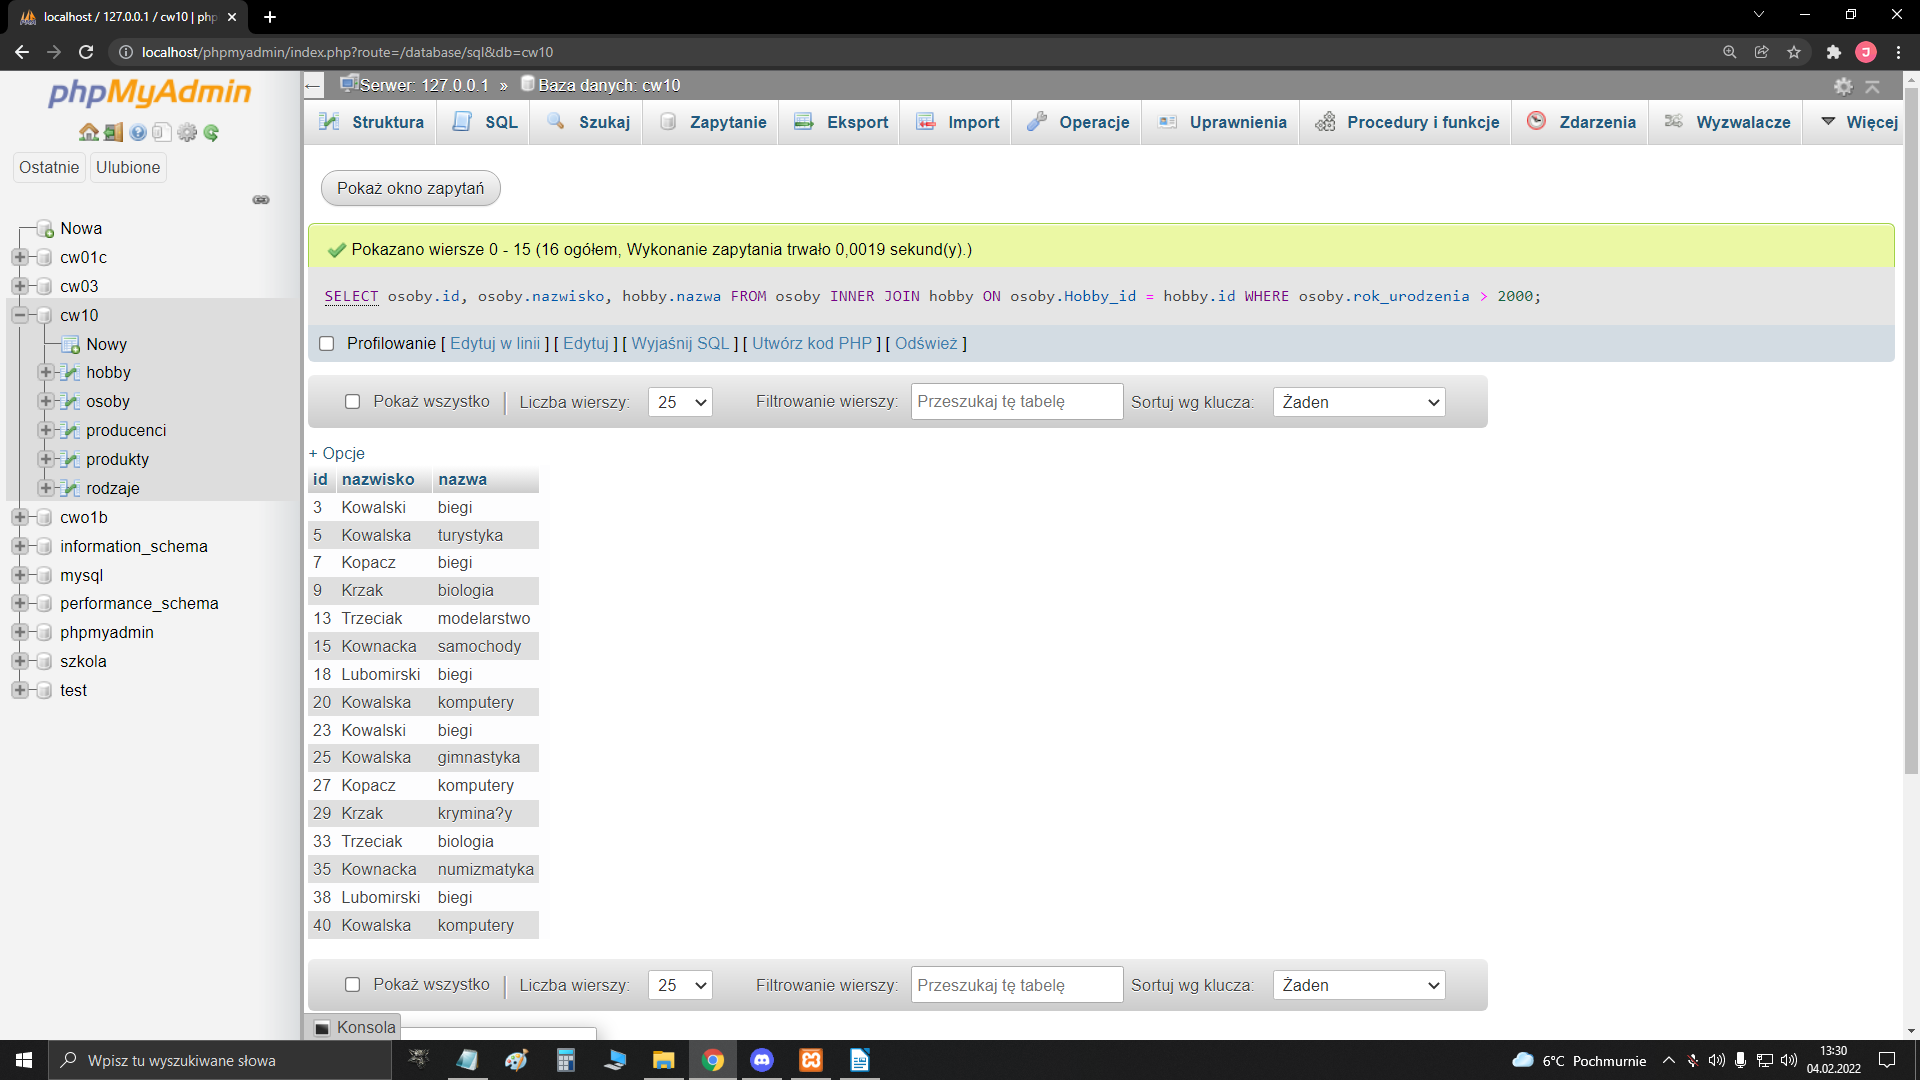 localhost / 127.0.0.1 / cw10 | php
localhost/phpmyadmin/index.php?route=/database/sql&db=cw10
J
phpMyAdmin
Ostatnie
Ulubione
Nowa
cw01c
cw03
cw10
Nowy
hobby
osoby
producenci
produkty
rodzaje
cwo1b
information_schema
mysql
performance_schema
phpmyadmin
szkola
test
Serwer: 127.0.0.1 » Baza danych: cw10
Struktura
SQL
Szukaj
Zapytanie
Eksport
Import
Operacje
Uprawnienia
Procedury i funkcje
Zdarzenia
Wyzwalacze
Więcej
Pokaż okno zapytań
Pokazano wiersze 0 - 15 (16 ogółem, Wykonanie zapytania trwało 0,0019 sekund(y).)
SELECT osoby.id, osoby.nazwisko, hobby.nazwa FROM osoby INNER JOIN hobby ON osoby.Hobby_id = hobby.id WHERE osoby.rok_urodzenia > 2000;
Profilowanie [ Edytuj w linii ] [ Edytuj ] [ Wyjaśnij SQL ] [ Utwórz kod PHP ] [ Odśwież ]
Pokaż wszystko | Liczba wierszy: 25 Filtrowanie wierszy: Przeszukaj tę tabelę Sortuj wg klucza: Żaden
+ Opcje
id nazwisko nazwa
3 Kowalski biegi
5 Kowalska turystyka
7 Kopacz biegi
9 Krzak biologia
13 Trzeciak modelarstwo
15 Kownacka samochody
18 Lubomirski biegi
20 Kowalska komputery
23 Kowalski biegi
25 Kowalska gimnastyka
27 Kopacz komputery
29 Krzak krymina?y
33 Trzeciak biologia
35 Kownacka numizmatyka
38 Lubomirski biegi
40 Kowalska komputery
Pokaż wszystko | Liczba wierszy: 25 Filtrowanie wierszy: Przeszukaj tę tabelę Sortuj wg klucza: Żaden
Konsola
Wpisz tu wyszukiwane słowa
6°C Pochmurnie
13:30
04.02.2022